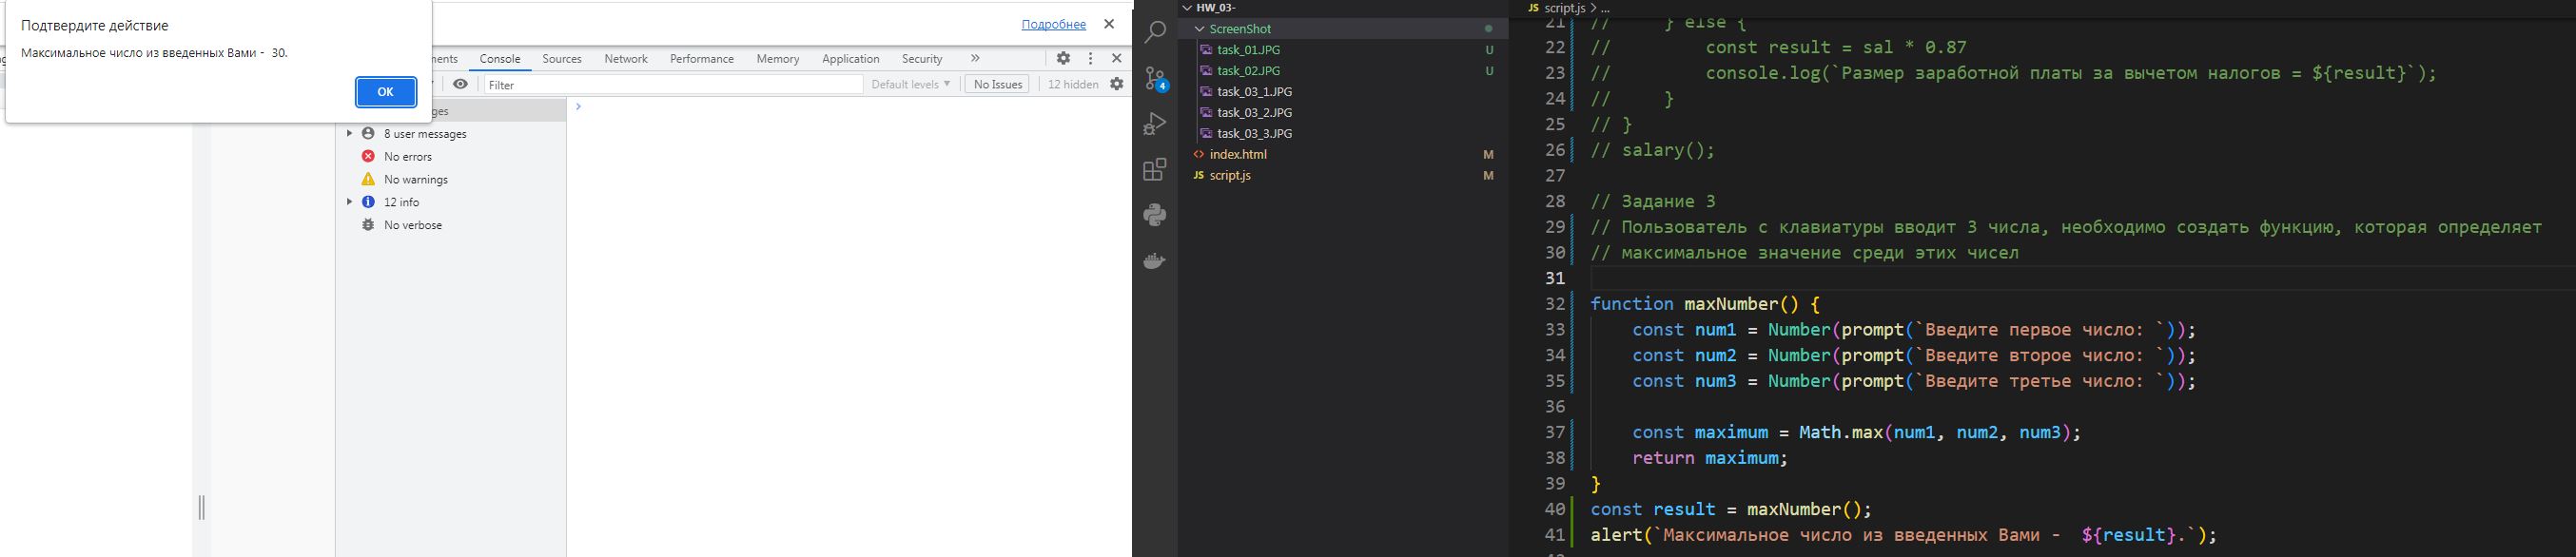 Подтвердите действие
Максимальное число из введенных Вами -  30.
OK
Подробнее
ments Console Sources Network Performance Memory Application Security
Filter
Default levels
No Issues
12 hidden
8 user messages
No errors
No warnings
12 info
No verbose
4
HW_03-
ScreenShot
task_01.JPG U
task_02.JPG U
task_03_1.JPG
task_03_2.JPG
task_03_3.JPG
<> index.html M
JS script.js M
JS script.js > ...
21 //     } else {
22 //         const result = sal * 0.87
23 //         console.log(`Размер заработной платы за вычетом налогов = ${result}`);
24 //     }
25 // }
26 // salary();
27
28 // Задание 3
29 // Пользователь с клавиатуры вводит 3 числа, необходимо создать функцию, которая определяет
30 // максимальное значение среди этих чисел
31
32 function maxNumber() {
33     const num1 = Number(prompt(`Введите первое число: `));
34     const num2 = Number(prompt(`Введите второе число: `));
35     const num3 = Number(prompt(`Введите третье число: `));
36
37     const maximum = Math.max(num1, num2, num3);
38     return maximum;
39 }
40 const result = maxNumber();
41 alert(`Максимальное число из введенных Вами -  ${result}.`);